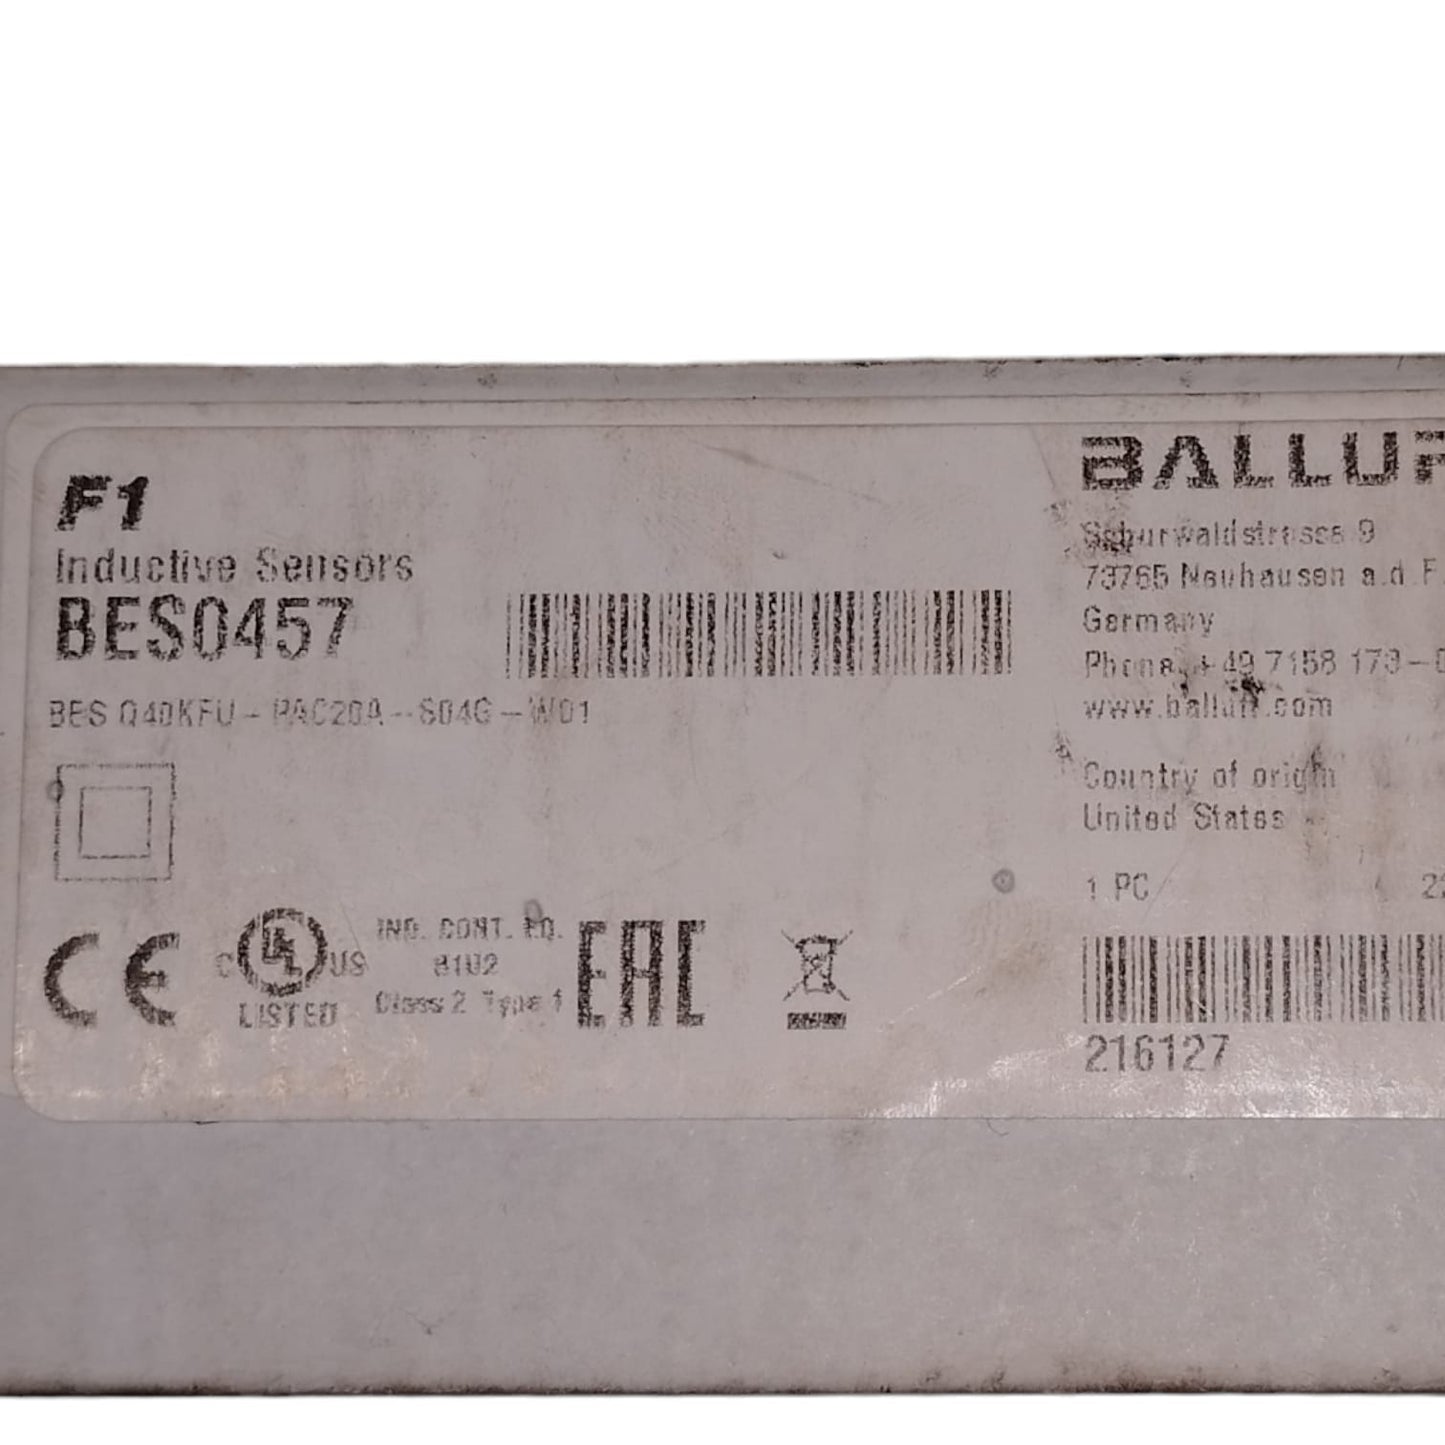 F1
Inductive Sensors
BES0457
BES Q40KFU-PAC20A-S04G-W01
CE
C UL US
LISTED
IND. CONT. EQ.
81U2
Class 2 Type 1
EAC
BALLUF
Schurwaldstrasse 9
73765 Neuhausen a.d.F
Germany
Phone +49 7158 173-0
www.balluff.com
Country of origin
United States
1 PC
216127